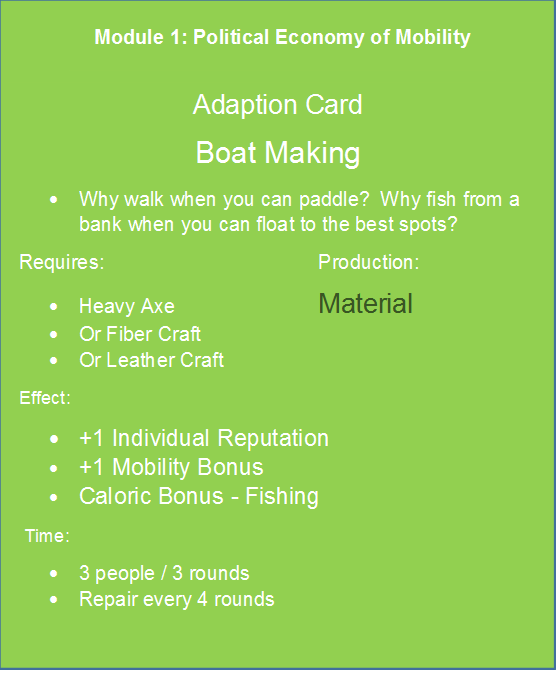 Module 1: Political Economy of Mobility
Adaption Card
Boat Making
• Why walk when you can paddle?  Why fish from a
bank when you can float to the best spots?
Requires:
Production:
• Heavy Axe
Material
• Or Fiber Craft
• Or Leather Craft
Effect:
• +1 Individual Reputation
• +1 Mobility Bonus
• Caloric Bonus - Fishing
Time:
• 3 people / 3 rounds
• Repair every 4 rounds